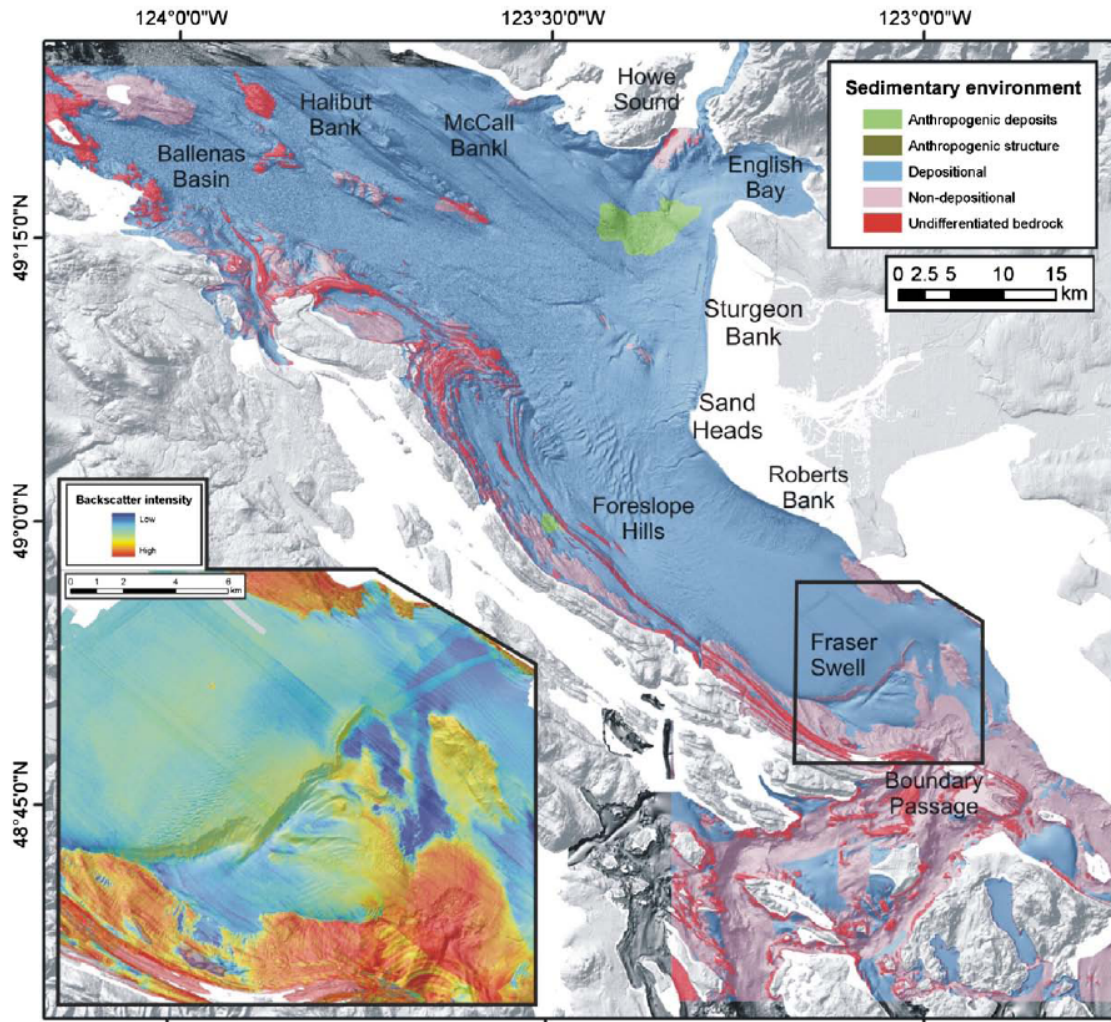 124°0'0"W
123°30'0"W
123°0'0"W
Howe
Sound
Halibut
Bank
McCall
Bankl
Ballenas
Basin
English
Bay
Sedimentary environment
Anthropogenic deposits
Anthropogenic structure
Depositional
Non-depositional
Undifferentiated bedrock
0 2.5 5 10 15
km
49°15'0"N
Sturgeon
Bank
Sand
Heads
Roberts
Bank
Foreslope
Hills
49°0'0"N
Backscatter intensity
Low
High
0 1 2 4 6
km
Fraser
Swell
48°45'0"N
Boundary
Passage